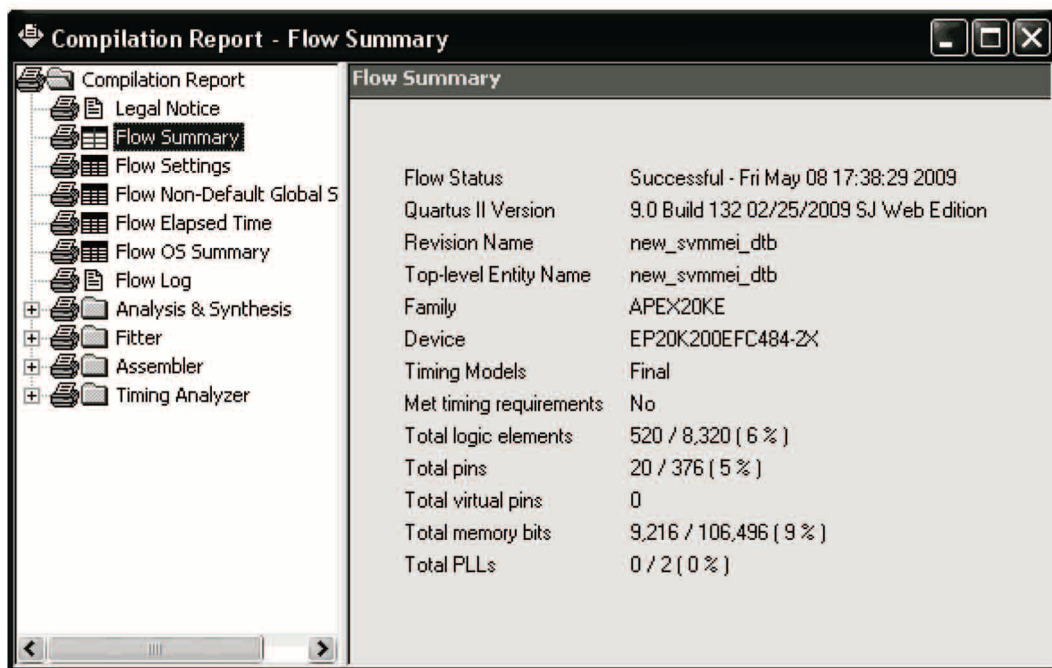 Compilation Report - Flow Summary
Compilation Report
Legal Notice
Flow Summary
Flow Settings
Flow Non-Default Global S
Flow Elapsed Time
Flow OS Summary
Flow Log
Analysis & Synthesis
Fitter
Assembler
Timing Analyzer
Flow Summary
Flow Status Successful - Fri May 08 17:38:29 2009
Quartus II Version 9.0 Build 132 02/25/2009 SJ Web Edition
Revision Name new_svmmei_dtb
Top-level Entity Name new_svmmei_dtb
Family APEX20KE
Device EP20K200EFC484-2X
Timing Models Final
Met timing requirements No
Total logic elements 520 / 8,320 ( 6 % )
Total pins 20 / 376 ( 5 % )
Total virtual pins 0
Total memory bits 9,216 / 106,496 ( 9 % )
Total PLLs 0 / 2 ( 0 % )